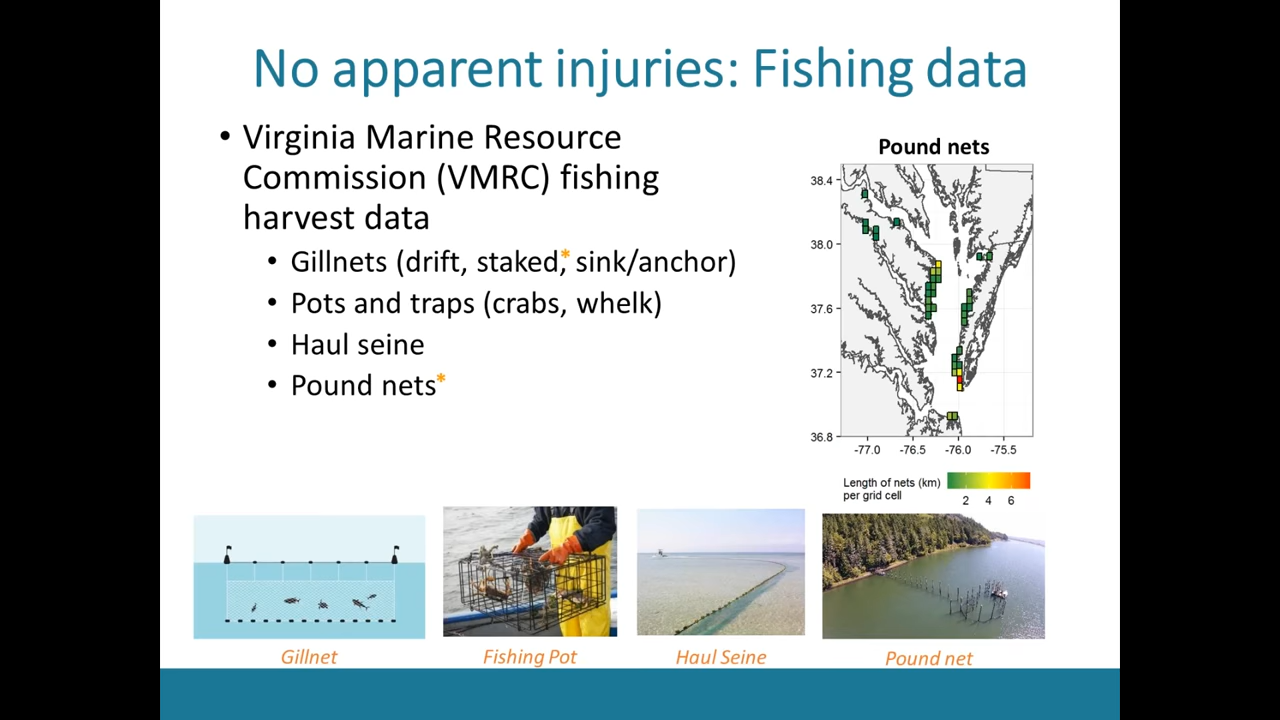 No apparent injuries: Fishing data
• Virginia Marine Resource
Commission (VMRC) fishing
harvest data
• Gillnets (drift, staked,* sink/anchor)
• Pots and traps (crabs, whelk)
• Haul seine
• Pound nets*
Pound nets
38.4
38.0
37.6
37.2
36.8
-77.0 -76.5 -76.0 -75.5
Length of nets (km)
per grid cell
2 4 6
Gillnet
Fishing Pot
Haul Seine
Pound net